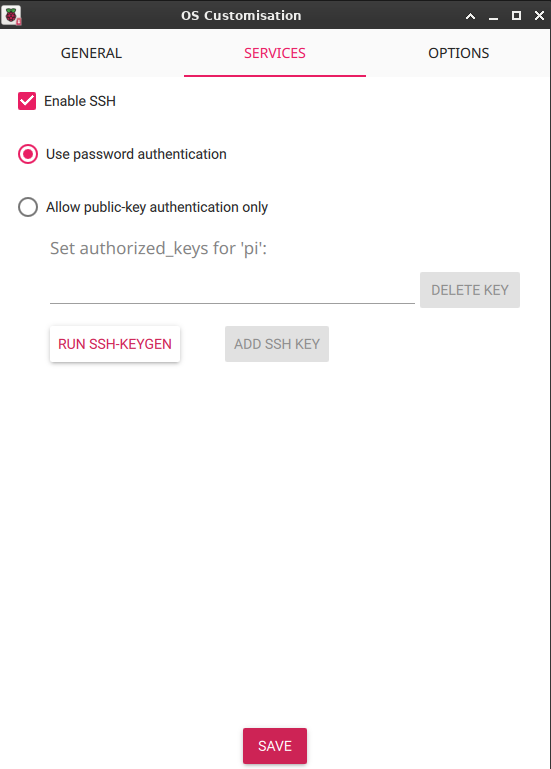 OS Customisation
GENERAL SERVICES OPTIONS
Enable SSH
Use password authentication
Allow public-key authentication only
Set authorized_keys for 'pi':
DELETE KEY
RUN SSH-KEYGEN ADD SSH KEY
SAVE